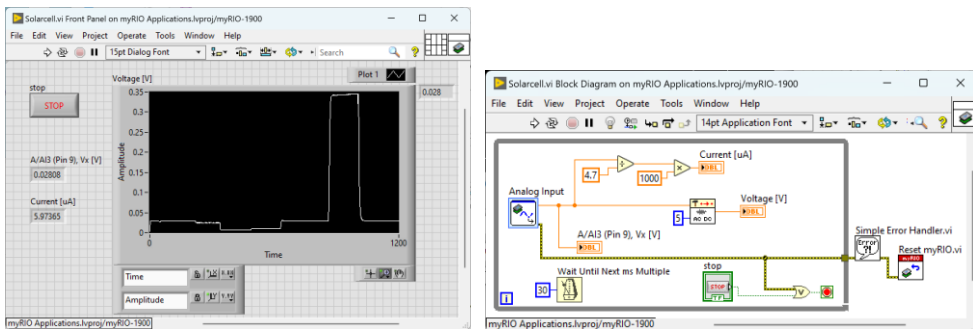 Solarcell.vi Front Panel on myRIO Applications.lvproj/myRIO-1900
File Edit View Project Operate Tools Window Help
15pt Dialog Font
Search
stop
STOP
Voltage [V]
Plot 1
0.028
A/AI3 (Pin 9), Vx [V]
0.02808
Current [uA]
5.97365
Amplitude
0.35
0.3
0.25
0.2
0.15
0.1
0.05
0
0
1200
Time
Time
Amplitude
myRIO Applications.lvproj/myRIO-1900
Solarcell.vi Block Diagram on myRIO Applications.lvproj/myRIO-1900
File Edit View Project Operate Tools Window Help
14pt Application Font
Current [uA]
4.7
1000
DBL
Analog Input
Voltage [V]
5
AC DC
DBL
A/AI3 (Pin 9), Vx [V]
DBL
Simple Error Handler.vi
Error
?!
Reset myRIO.vi
myRIO
Wait Until Next ms Multiple
30
stop
STOP
TF
i
myRIO Applications.lvproj/myRIO-1900